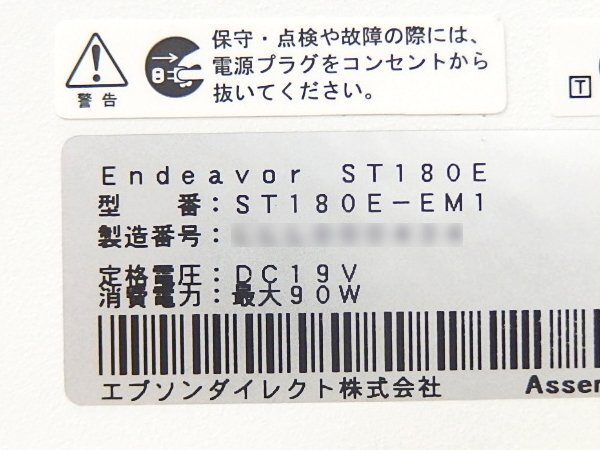 保守・点検や故障の際には、
電源プラグをコンセントから
抜いてください。
警告
T
Endeavor ST180E
型　　番：ST180E－EM1
製造番号：
定格電圧：DC19V
消費電力：最大90W
エプソンダイレクト株式会社